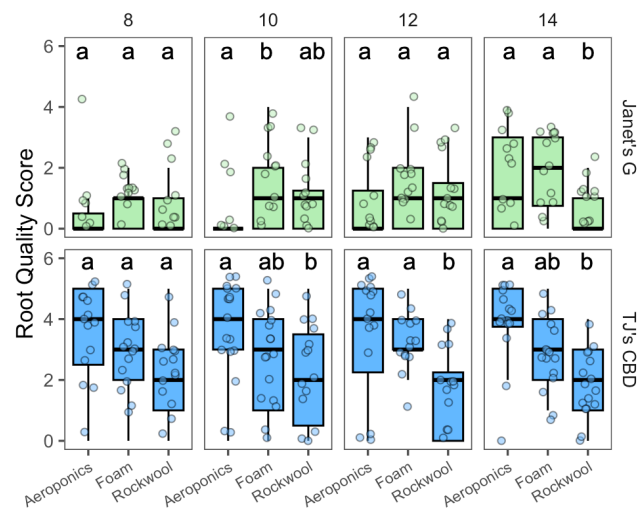 8 10 12 14
6 a a a a b ab a a a a a b
4
2
0
Janet's G
Root Quality Score
6 a a a a ab b a a b a ab b
4
2
0
TJ's CBD
Aeroponics Foam Rockwool Aeroponics Foam Rockwool Aeroponics Foam Rockwool Aeroponics Foam Rockwool